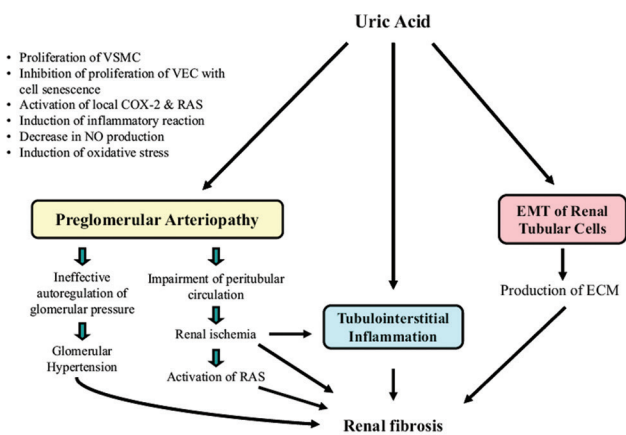 Uric Acid
• Proliferation of VSMC
• Inhibition of proliferation of VEC with
cell senescence
• Activation of local COX-2 & RAS
• Induction of inflammatory reaction
• Decrease in NO production
• Induction of oxidative stress
Preglomerular Arteriopathy
EMT of Renal
Tubular Cells
Ineffective
autoregulation of
glomerular pressure
Impairment of peritubular
circulation
Production of ECM
Tubulointerstitial
Inflammation
Renal ischemia
Glomerular
Hypertension
Activation of RAS
Renal fibrosis